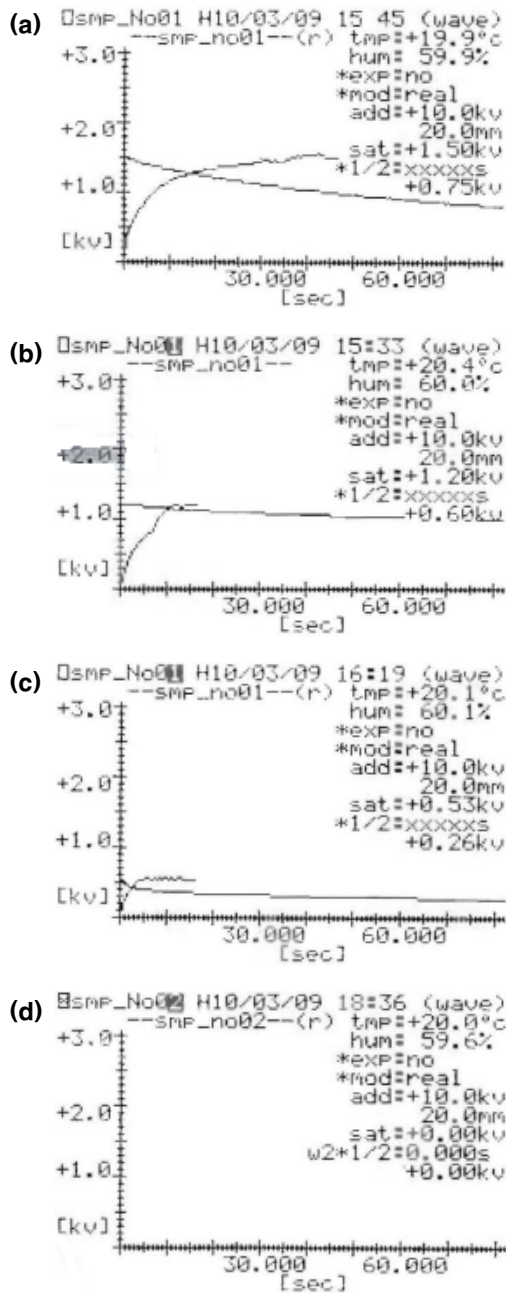 (a)
smp_No01 H10/03/09 15 45 (wave)
--smp_no01--(r) tmp:+19.9°c
+3.0 hum: 59.9%
*exp:no
*mod:real
+2.0 add:+10.0kv
20.0mm
sat:+1.50kv
*1/2:xxxxxs
+1.0 +0.75kv
[kv]
30.000 60.000
[sec]
(b)
smp_No H10/03/09 15:33 (wave)
--smp_no01-- tmp:+20.4°c
+3.0 hum: 60.0%
*exp:no
*mod:real
+2.0 add:+10.0kv
20.0mm
sat:+1.20kv
*1/2:xxxxxs
+1.0 +0.60kv
[kv]
30.000 60.000
[sec]
(c)
smp_No H10/03/09 16:19 (wave)
--smp_no01--(r) tmp:+20.1°c
+3.0 hum: 60.1%
*exp:no
*mod:real
+2.0 add:+10.0kv
20.0mm
sat:+0.53kv
+1.0 *1/2:xxxxxs
+0.26kv
[kv]
30.000 60.000
[sec]
(d)
smp_No H10/03/09 18:36 (wave)
--smp_no02--(r) tmp:+20.0°c
+3.0 hum: 59.6%
*exp:no
*mod:real
+2.0 add:+10.0kv
20.0mm
sat:+0.00kv
w2*1/2:0.000s
+1.0 +0.00kv
[kv]
30.000 60.000
[sec]